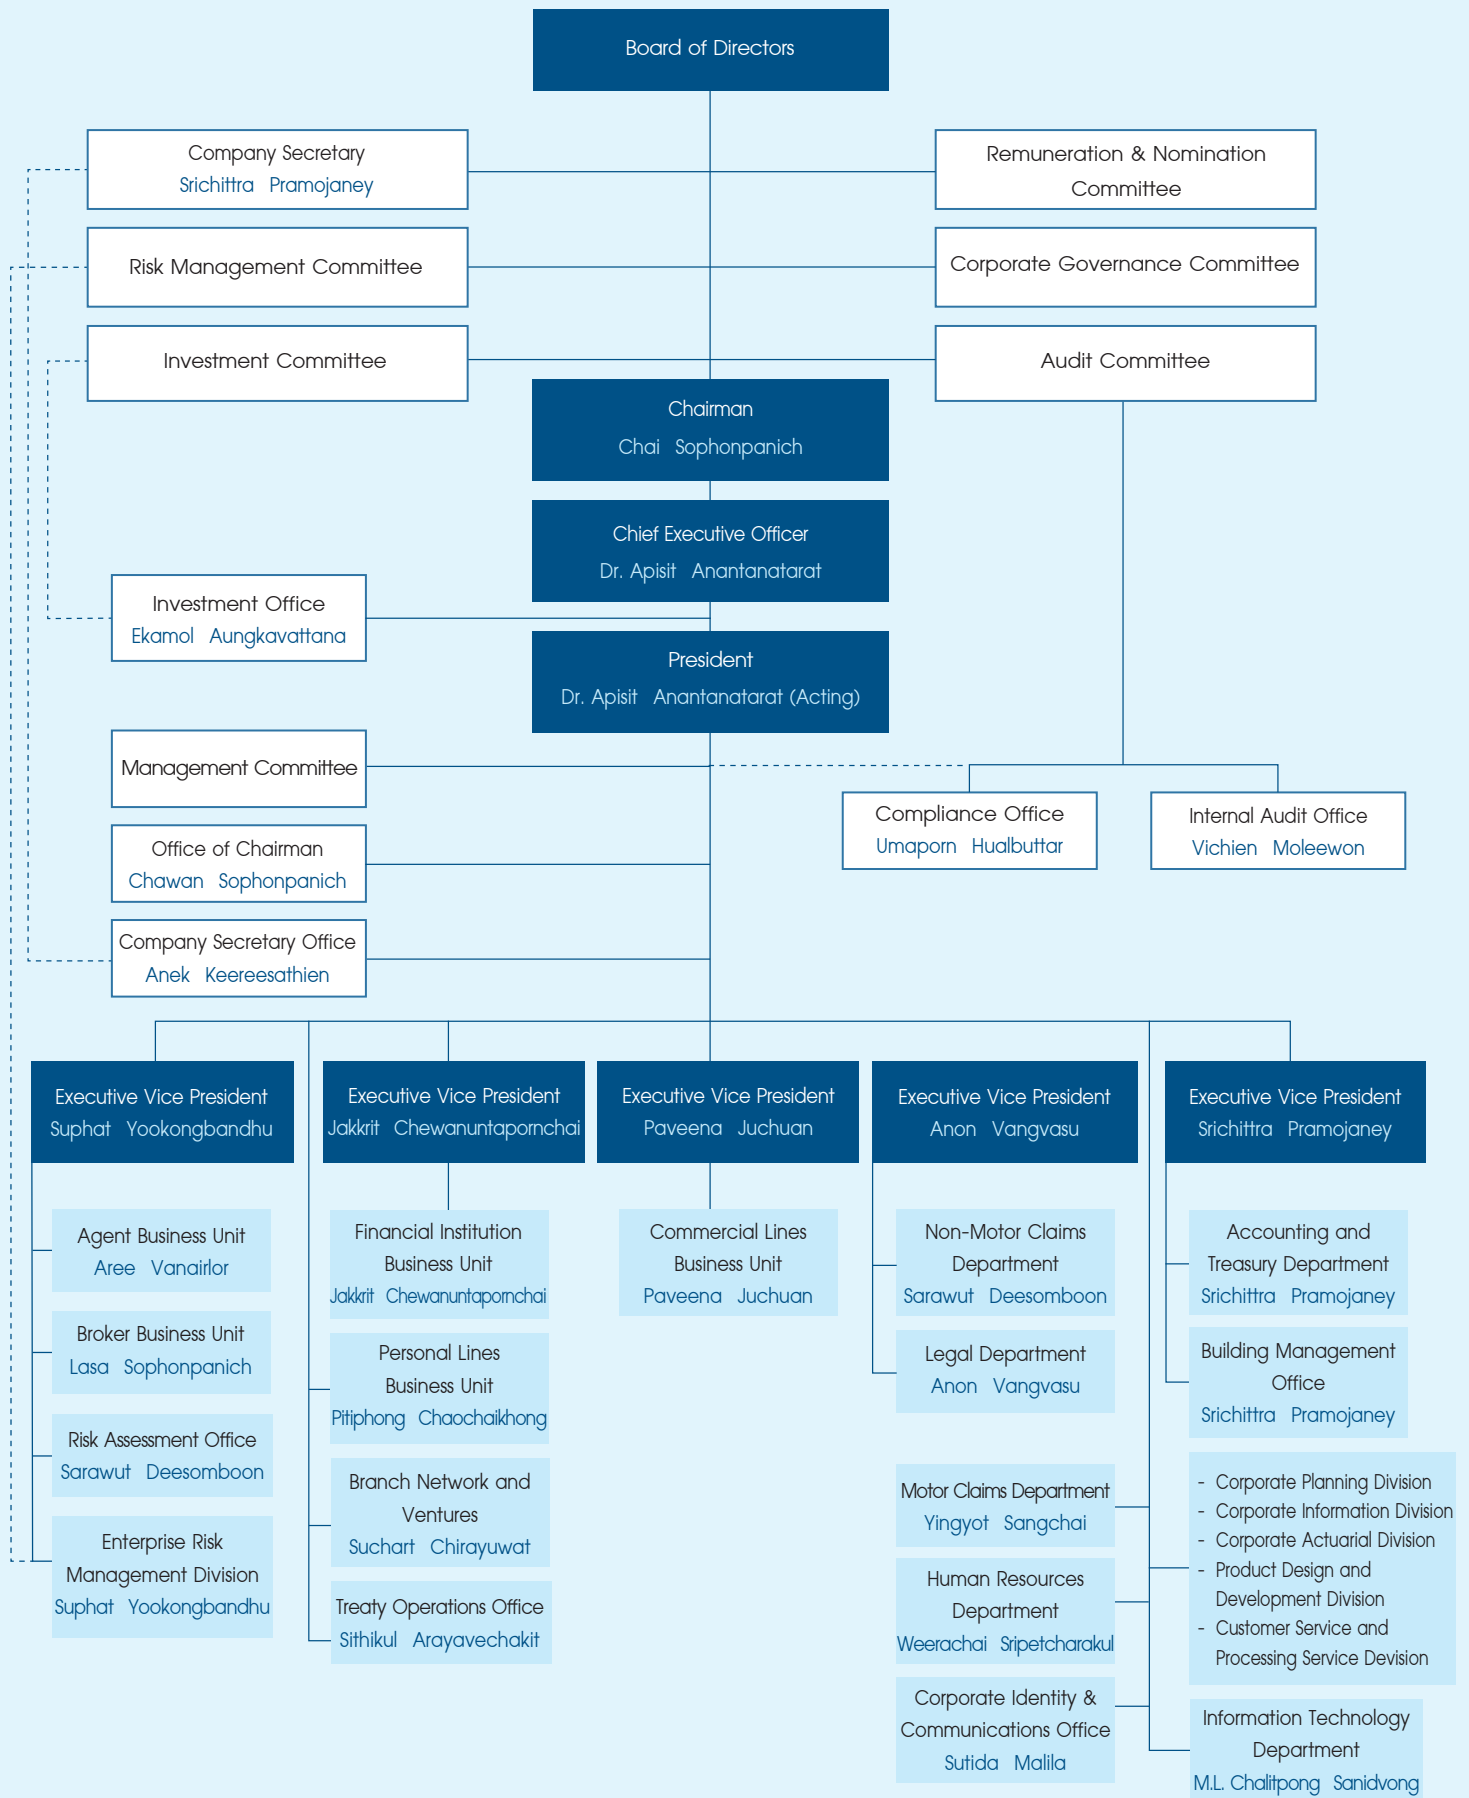 Board of Directors
Company Secretary
Srichittra Pramojaney
Remuneration & Nomination
Committee
Risk Management Committee
Corporate Governance Committee
Investment Committee
Audit Committee
Chairman
Chai Sophonpanich
Chief Executive Officer
Dr. Apisit Anantanatarat
Investment Office
Ekamol Aungkavattana
President
Dr. Apisit Anantanatarat (Acting)
Management Committee
Compliance Office
Umaporn Hualbuttar
Internal Audit Office
Vichien Moleewon
Office of Chairman
Chawan Sophonpanich
Company Secretary Office
Anek Keereesathien
Executive Vice President
Suphat Yookongbandhu
Executive Vice President
Jakkrit Chewanuntapornchai
Executive Vice President
Paveena Juchuan
Executive Vice President
Anon Vangvasu
Executive Vice President
Srichittra Pramojaney
Agent Business Unit
Aree Vanairlor
Broker Business Unit
Lasa Sophonpanich
Risk Assessment Office
Sarawut Deesomboon
Enterprise Risk
Management Division
Suphat Yookongbandhu
Financial Institution
Business Unit
Jakkrit Chewanuntapornchai
Personal Lines
Business Unit
Pitiphong Chaochaikhong
Branch Network and
Ventures
Suchart Chirayuwat
Treaty Operations Office
Sithikul Arayavechakit
Commercial Lines
Business Unit
Paveena Juchuan
Non-Motor Claims
Department
Sarawut Deesomboon
Legal Department
Anon Vangvasu
Motor Claims Department
Yingyot Sangchai
Human Resources
Department
Weerachai Sripetcharakul
Corporate Identity &
Communications Office
Sutida Malila
Accounting and
Treasury Department
Srichittra Pramojaney
Building Management
Office
Srichittra Pramojaney
- Corporate Planning Division
- Corporate Information Division
- Corporate Actuarial Division
- Product Design and
Development Division
- Customer Service and
Processing Service Devision
Information Technology
Department
M.L. Chalitpong Sanidvong